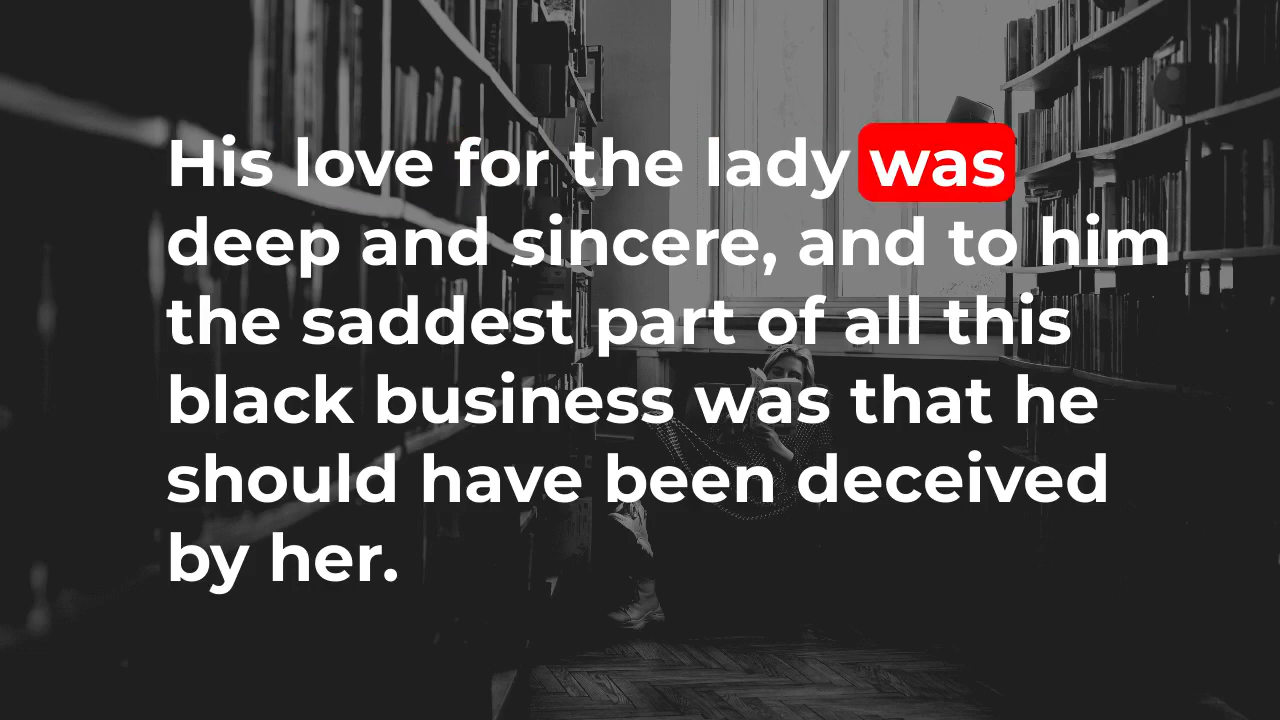 His love for the lady was
deep and sincere, and to him
the saddest part of all this
black business was that he
should have been deceived
by her.